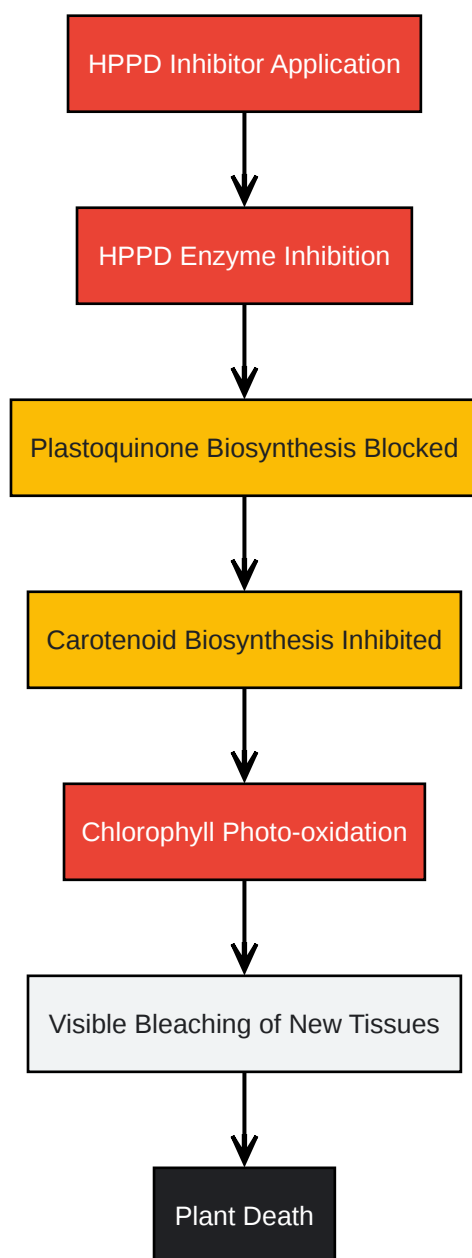 HPPD Inhibitor Application
HPPD Enzyme Inhibition
Plastoquinone Biosynthesis Blocked
Carotenoid Biosynthesis Inhibited
Chlorophyll Photo-oxidation
Visible Bleaching of New Tissues
Plant Death